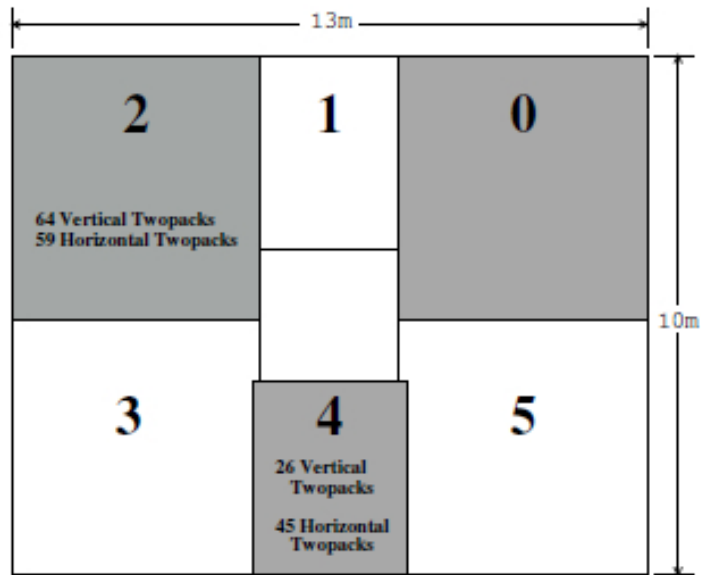 13m
2
1
0
64 Vertical Twopacks
59 Horizontal Twopacks
10m
3
4
5
26 Vertical
Twopacks
45 Horizontal
Twopacks